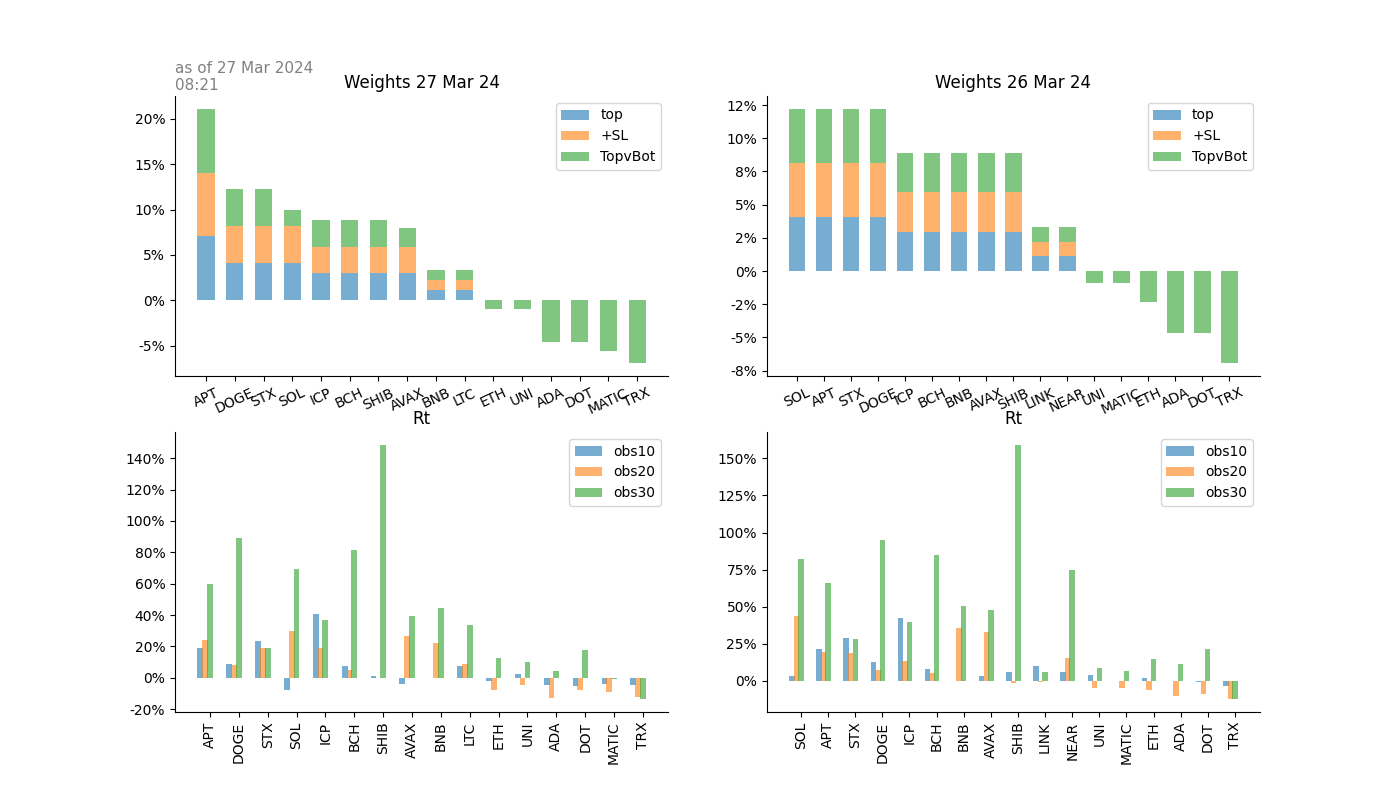 as of 27 Mar 2024
08:21
Weights 27 Mar 24
20%
15%
10%
5%
0%
-5%
top
+SL
TopvBot
APT DOGE STX SOL ICP BCH SHIB AVAX BNB LTC ETH UNI ADA DOT MATIC TRX
Weights 26 Mar 24
12%
10%
8%
5%
2%
0%
-2%
-5%
-8%
top
+SL
TopvBot
SOL APT STX DOGE ICP BCH BNB AVAX SHIB LINK NEAR UNI MATIC ETH ADA DOT TRX
Rt
140%
120%
100%
80%
60%
40%
20%
0%
-20%
obs10
obs20
obs30
APT DOGE STX SOL ICP BCH SHIB AVAX BNB LTC ETH UNI ADA DOT MATIC TRX
Rt
150%
125%
100%
75%
50%
25%
0%
obs10
obs20
obs30
SOL APT STX DOGE ICP BCH BNB AVAX SHIB LINK NEAR UNI MATIC ETH ADA DOT TRX